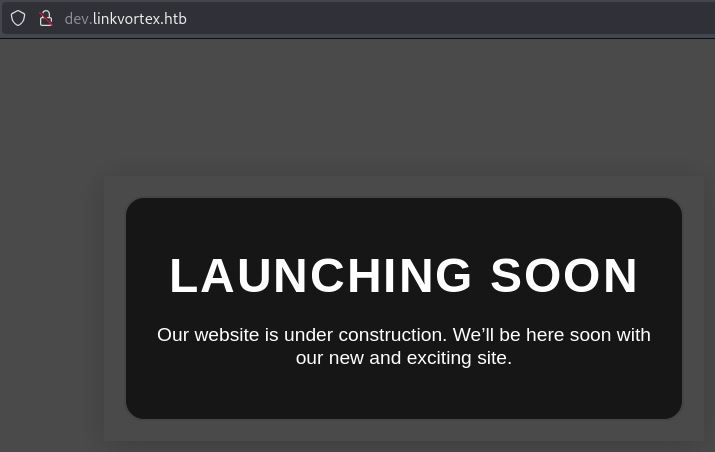 dev.linkvortex.htb
LAUNCHING SOON
Our website is under construction. We’ll be here soon with
our new and exciting site.